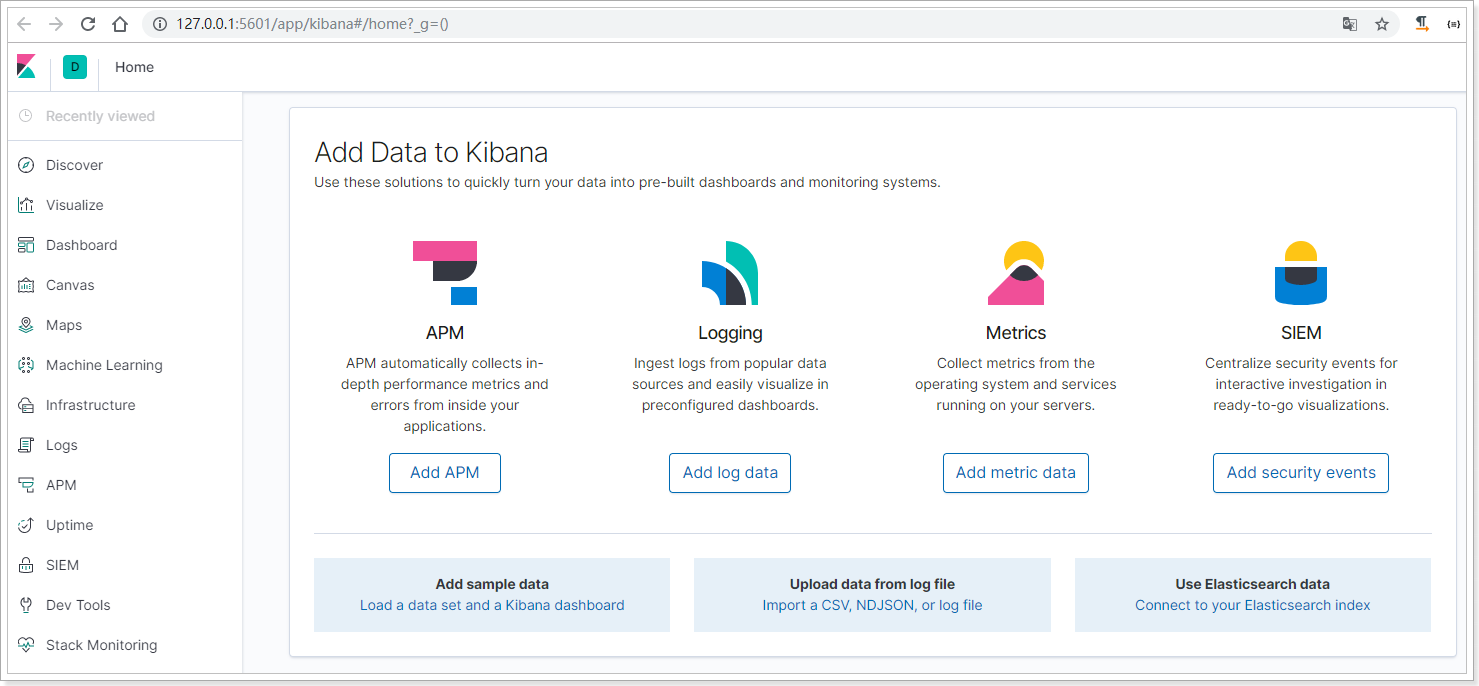 127.0.0.1:5601/app/kibana#/home?_g=()
D
Home
Recently viewed
Discover
Visualize
Dashboard
Canvas
Maps
Machine Learning
Infrastructure
Logs
APM
Uptime
SIEM
Dev Tools
Stack Monitoring
Add Data to Kibana
Use these solutions to quickly turn your data into pre-built dashboards and monitoring systems.
APM
APM automatically collects in-
depth performance metrics and
errors from inside your
applications.
Add APM
Logging
Ingest logs from popular data
sources and easily visualize in
preconfigured dashboards.
Add log data
Metrics
Collect metrics from the
operating system and services
running on your servers.
Add metric data
SIEM
Centralize security events for
interactive investigation in
ready-to-go visualizations.
Add security events
Add sample data
Load a data set and a Kibana dashboard
Upload data from log file
Import a CSV, NDJSON, or log file
Use Elasticsearch data
Connect to your Elasticsearch index